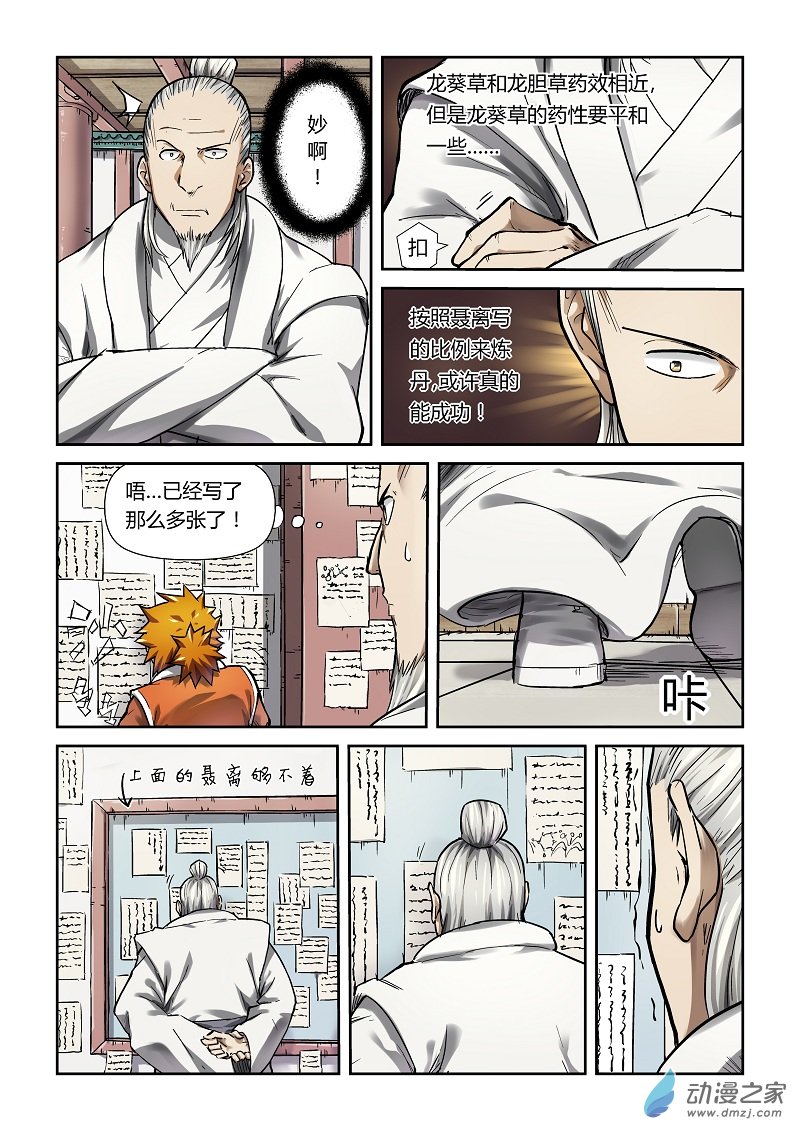 妙啊！
龙葵草和龙胆草药效相近，
但是龙葵草的药性要平和
一些……
扣
按照聂离写
的比例来炼
丹，或许真的
能成功！
唔…已经写了
那么多张了！
咔
上面的聂离够不着
动漫之家
www.dmzj.com